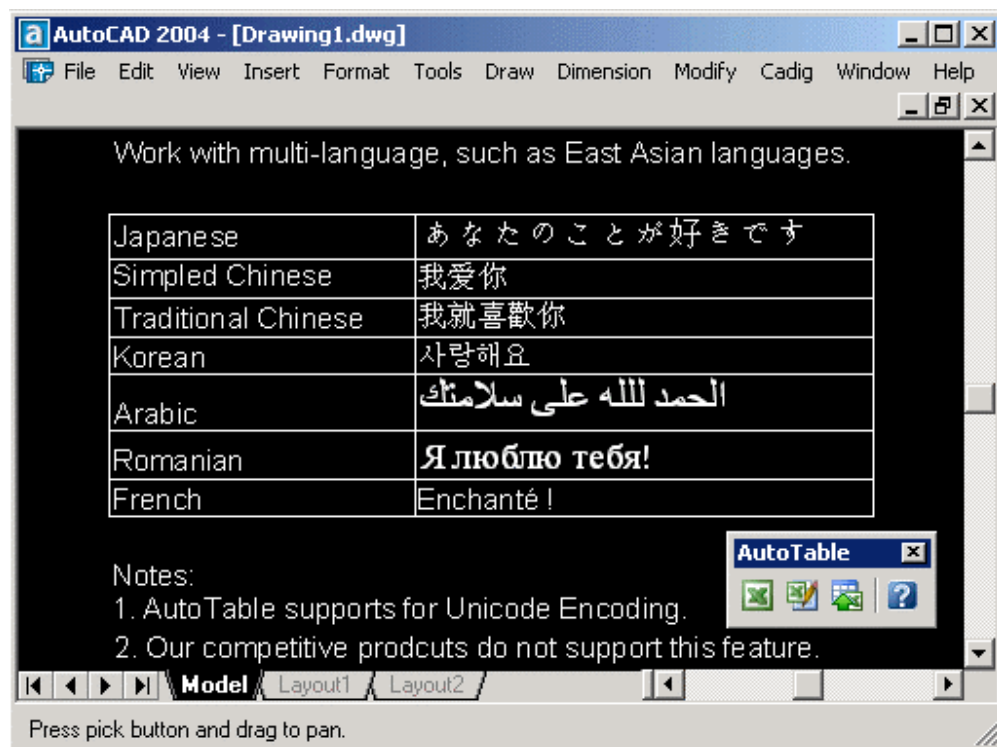 AutoCAD 2004 - [Drawing1.dwg]
File Edit View Insert Format Tools Draw Dimension Modify Cadig Window Help
Work with multi-language, such as East Asian languages.
Japanese あなたのことが好きです
Simpled Chinese 我爱你
Traditional Chinese 我就喜歡你
Korean 사랑해요
Arabic الحمد لللە على سلامتك
Romanian Я люблю тебя!
French Enchanté !
AutoTable
Notes:
1. AutoTable supports for Unicode Encoding.
2. Our competitive prodcuts do not support this feature.
Model Layout1 Layout2
Press pick button and drag to pan.